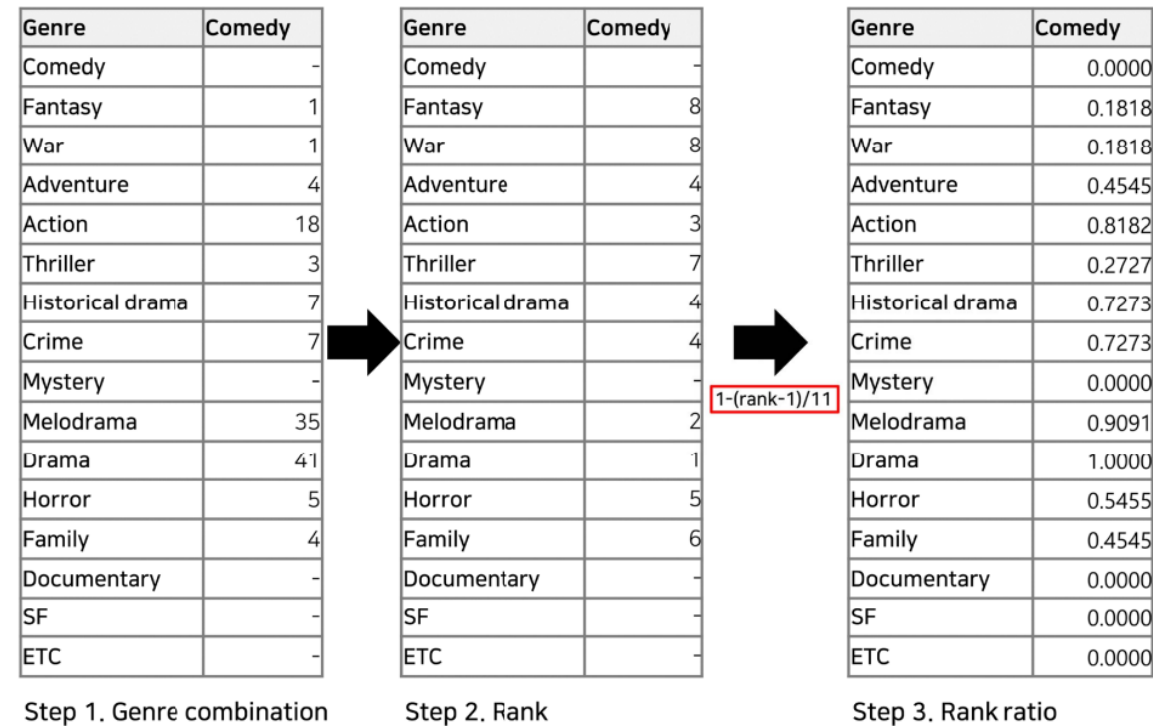 Genre Comedy Genre Comedy Genre Comedy
Comedy - Comedy - Comedy 0.0000
Fantasy 1 Fantasy 8 Fantasy 0.1818
War 1 War 8 War 0.1818
Adventure 4 Adventure 4 Adventure 0.4545
Action 18 Action 3 Action 0.8182
Thriller 3 Thriller 7 Thriller 0.2727
Historical drama 7 Historical drama 4 Historical drama 0.7273
Crime 7 Crime 4 Crime 0.7273
Mystery - Mystery - Mystery 0.0000
1-(rank-1)/11
Melodrama 35 Melodrama 2 Melodrama 0.9091
Drama 41 Drama 1 Drama 1.0000
Horror 5 Horror 5 Horror 0.5455
Family 4 Family 6 Family 0.4545
Documentary - Documentary - Documentary 0.0000
SF - SF - SF 0.0000
ETC - ETC - ETC 0.0000
Step 1. Genre combination Step 2. Rank Step 3. Rank ratio